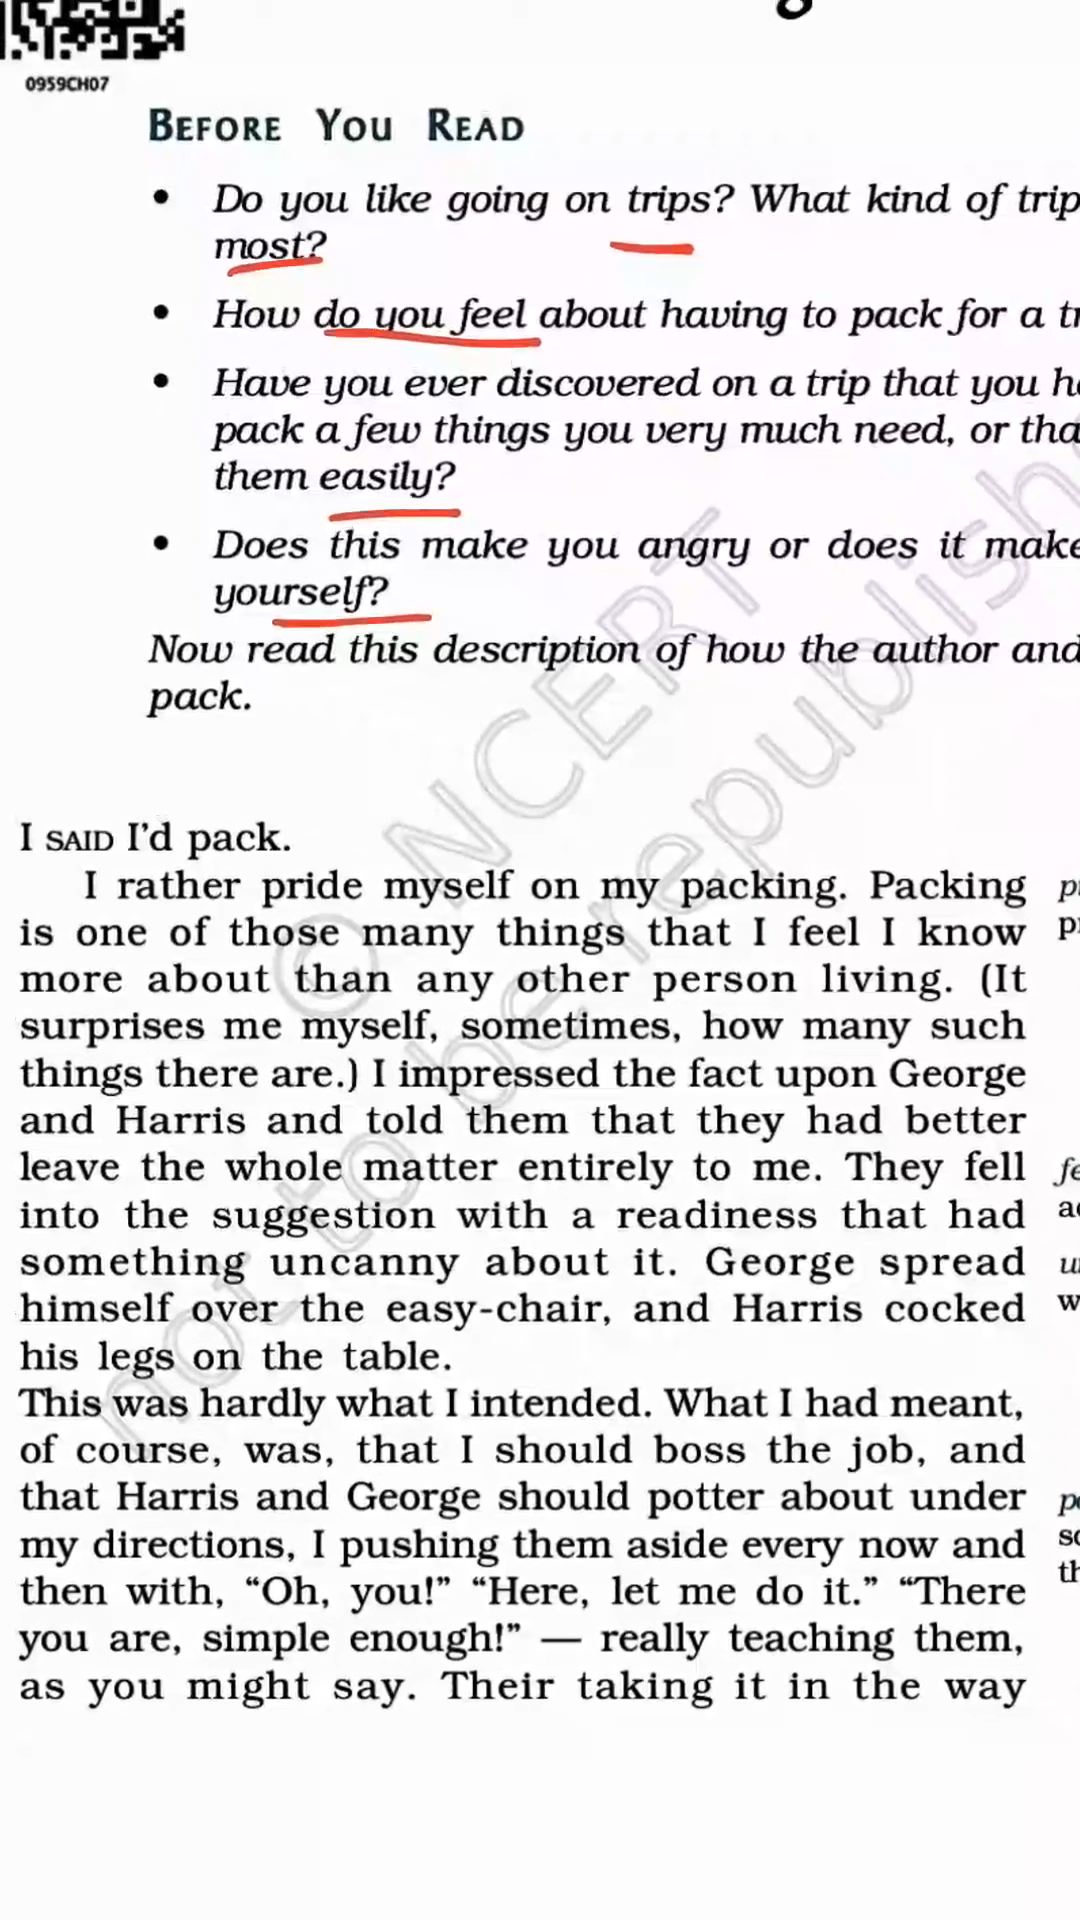 0959CH07
BEFORE YOU READ
• Do you like going on trips? What kind of trip
most?
• How do you feel about having to pack for a
• Have you ever discovered on a trip that you
pack a few things you very much need, or
them easily?
• Does this make you angry or does it make
yourself?
Now read this description of how the author and
pack.
I SAID I'd pack.
I rather pride myself on my packing. Packing
is one of those many things that I feel I know
more about than any other person living. (It
surprises me myself, sometimes, how many such
things there are.) I impressed the fact upon George
and Harris and told them that they had better
leave the whole matter entirely to me. They fell
into the suggestion with a readiness that had
something uncanny about it. George spread
himself over the easy-chair, and Harris cocked
his legs on the table.
This was hardly what I intended. What I had meant,
of course, was, that I should boss the job, and
that Harris and George should potter about under
my directions, I pushing them aside every now and
then with, “Oh, you!” “Here, let me do it.” “There
you are, simple enough!” — really teaching them,
as you might say. Their taking it in the way
© NCERT
not to be republish